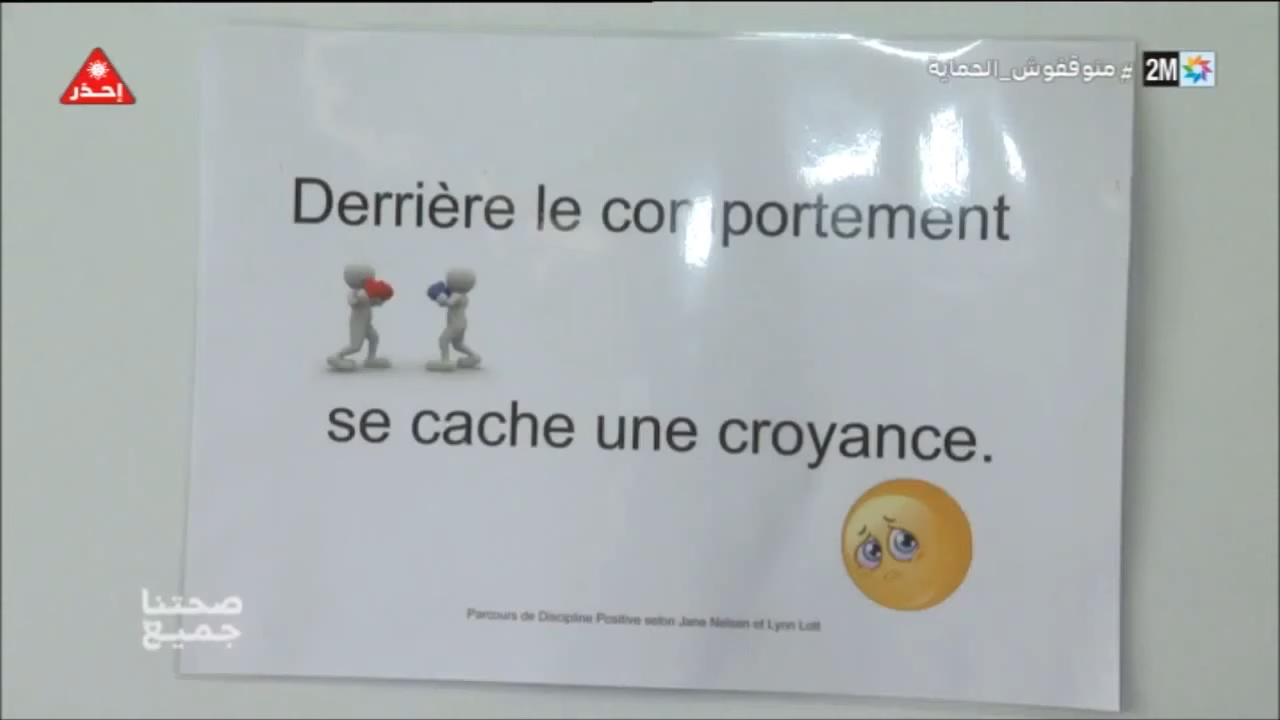 إحذر
# متوقفوش_الحماية
2M
Derrière le comportement
se cache une croyance.
Parcours de Discipline Positive selon Jane Nelsen et Lynn Lott
صحتنا
جميع